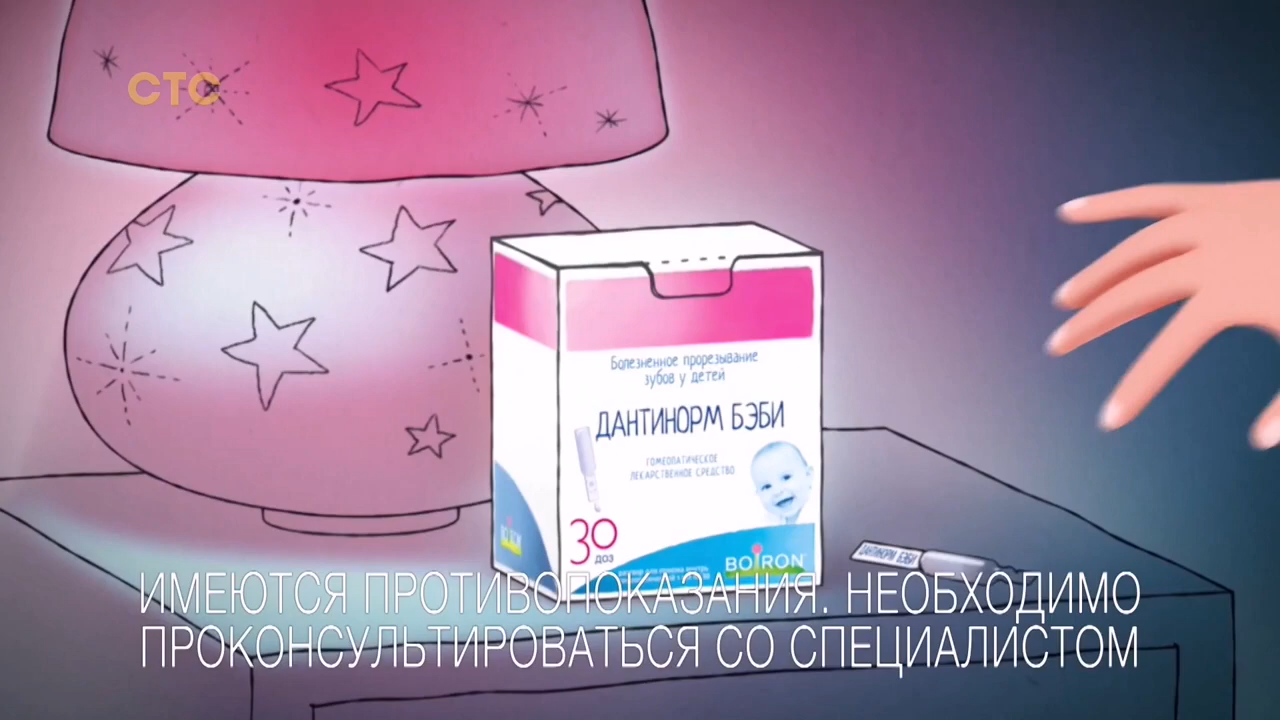 СТС
Болезненное прорезывание
зубов у детей
ДАНТИНОРМ БЭБИ
ГОМЕОПАТИЧЕСКОЕ
ЛЕКАРСТВЕННОЕ СРЕДСТВО
30
ДОЗ
BOIRON
BOIRON
ДАНТИНОРМ БЭБИ
ИМЕЮТСЯ ПРОТИВОПОКАЗАНИЯ. НЕОБХОДИМО
ПРОКОНСУЛЬТИРОВАТЬСЯ СО СПЕЦИАЛИСТОМ